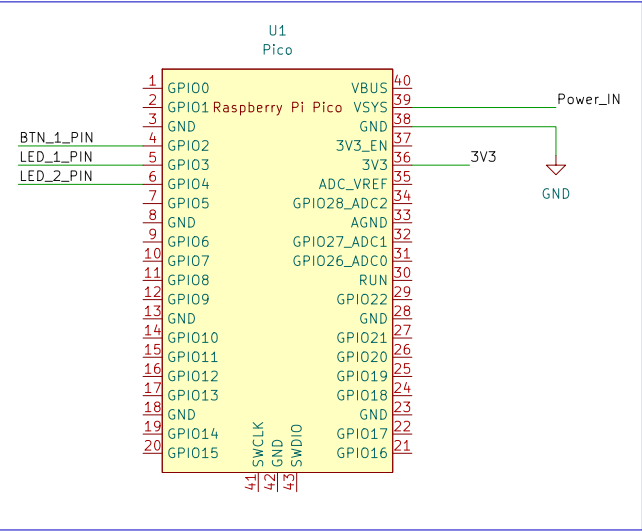 U1
Pico
1 GPIO0 VBUS 40
2 GPIO1 Raspberry Pi Pico VSYS 39 Power_IN
3 GND GND 38
BTN_1_PIN 4 GPIO2 3V3_EN 37
LED_1_PIN 5 GPIO3 3V3 36 3V3
LED_2_PIN 6 GPIO4 ADC_VREF 35
GND
7 GPIO5 GPIO28_ADC2 34
8 GND AGND 33
9 GPIO6 GPIO27_ADC1 32
10 GPIO7 GPIO26_ADC0 31
11 GPIO8 RUN 30
12 GPIO9 GPIO22 29
13 GND GND 28
14 GPIO10 GPIO21 27
15 GPIO11 GPIO20 26
16 GPIO12 GPIO19 25
17 GPIO13 GPIO18 24
18 GND GND 23
19 GPIO14 GPIO17 22
20 GPIO15 GPIO16 21
SWCLK GND SWDIO
41 42 43